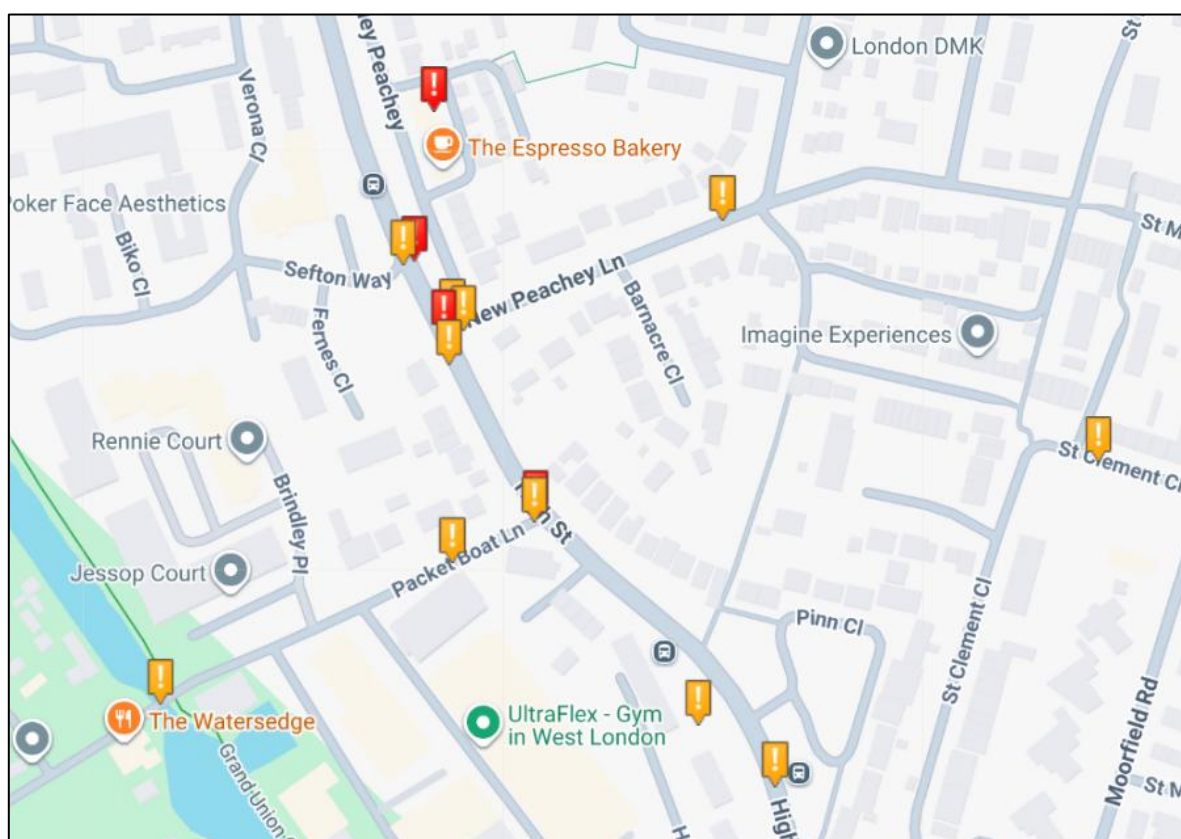 London DMK
St
ey Peachey
Verona Cl
The Espresso Bakery
oker Face Aesthetics
Biko Cl
St M
Sefton Way
New Peachey Ln
Barnacre Cl
Fernes Cl
Imagine Experiences
Rennie Court
St Clement Cl
Brindley Pl
St
Packet Boat Ln
Jessop Court
Pinn Cl
St Clement Cl
Moorfield Rd
The Watersedge
UltraFlex - Gym
in West London
Grand Union
High
St M
H